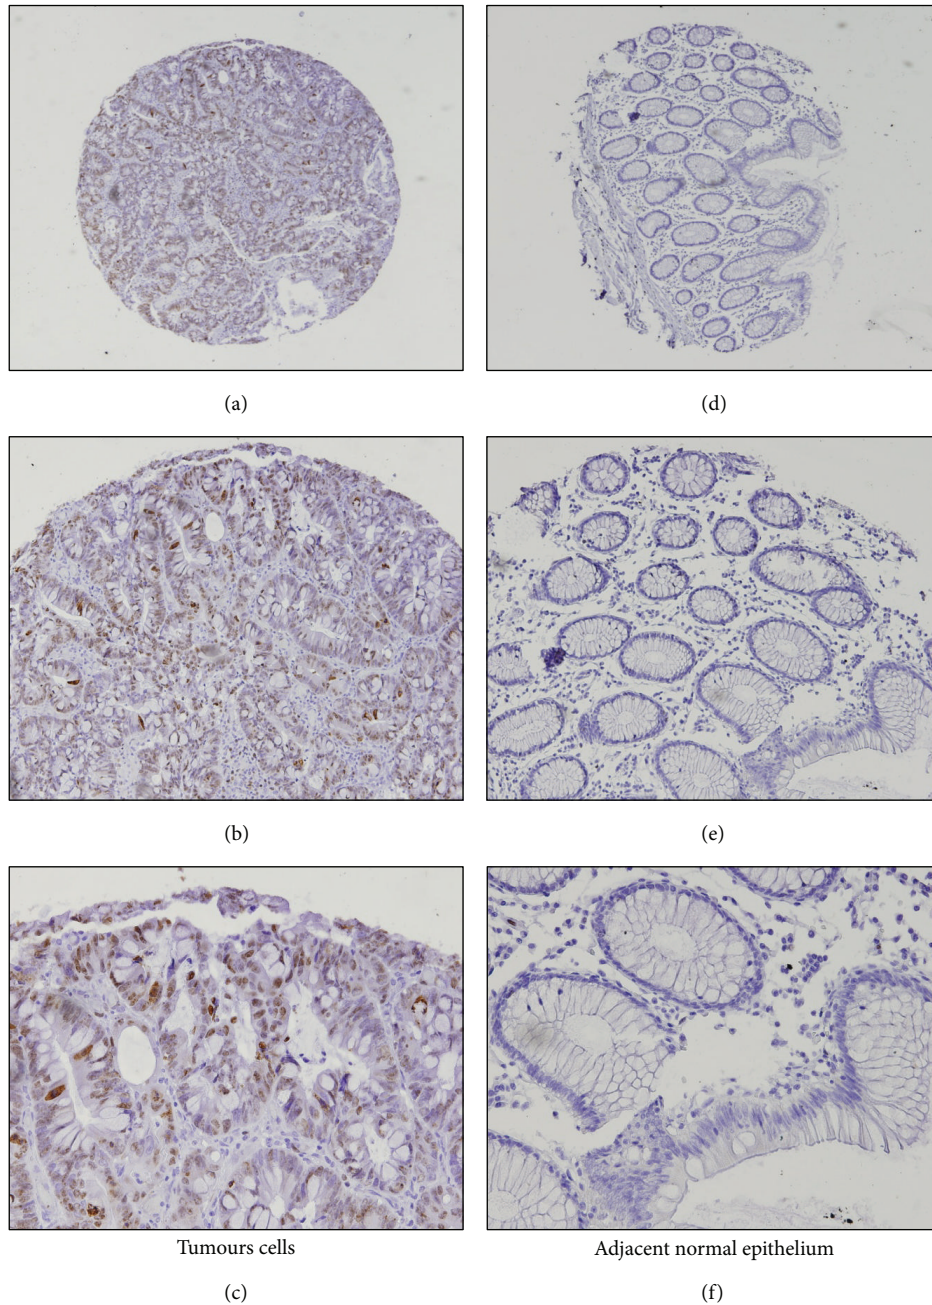 (a)
(d)
(b)
(e)
Tumours cells
Adjacent normal epithelium
(c)
(f)